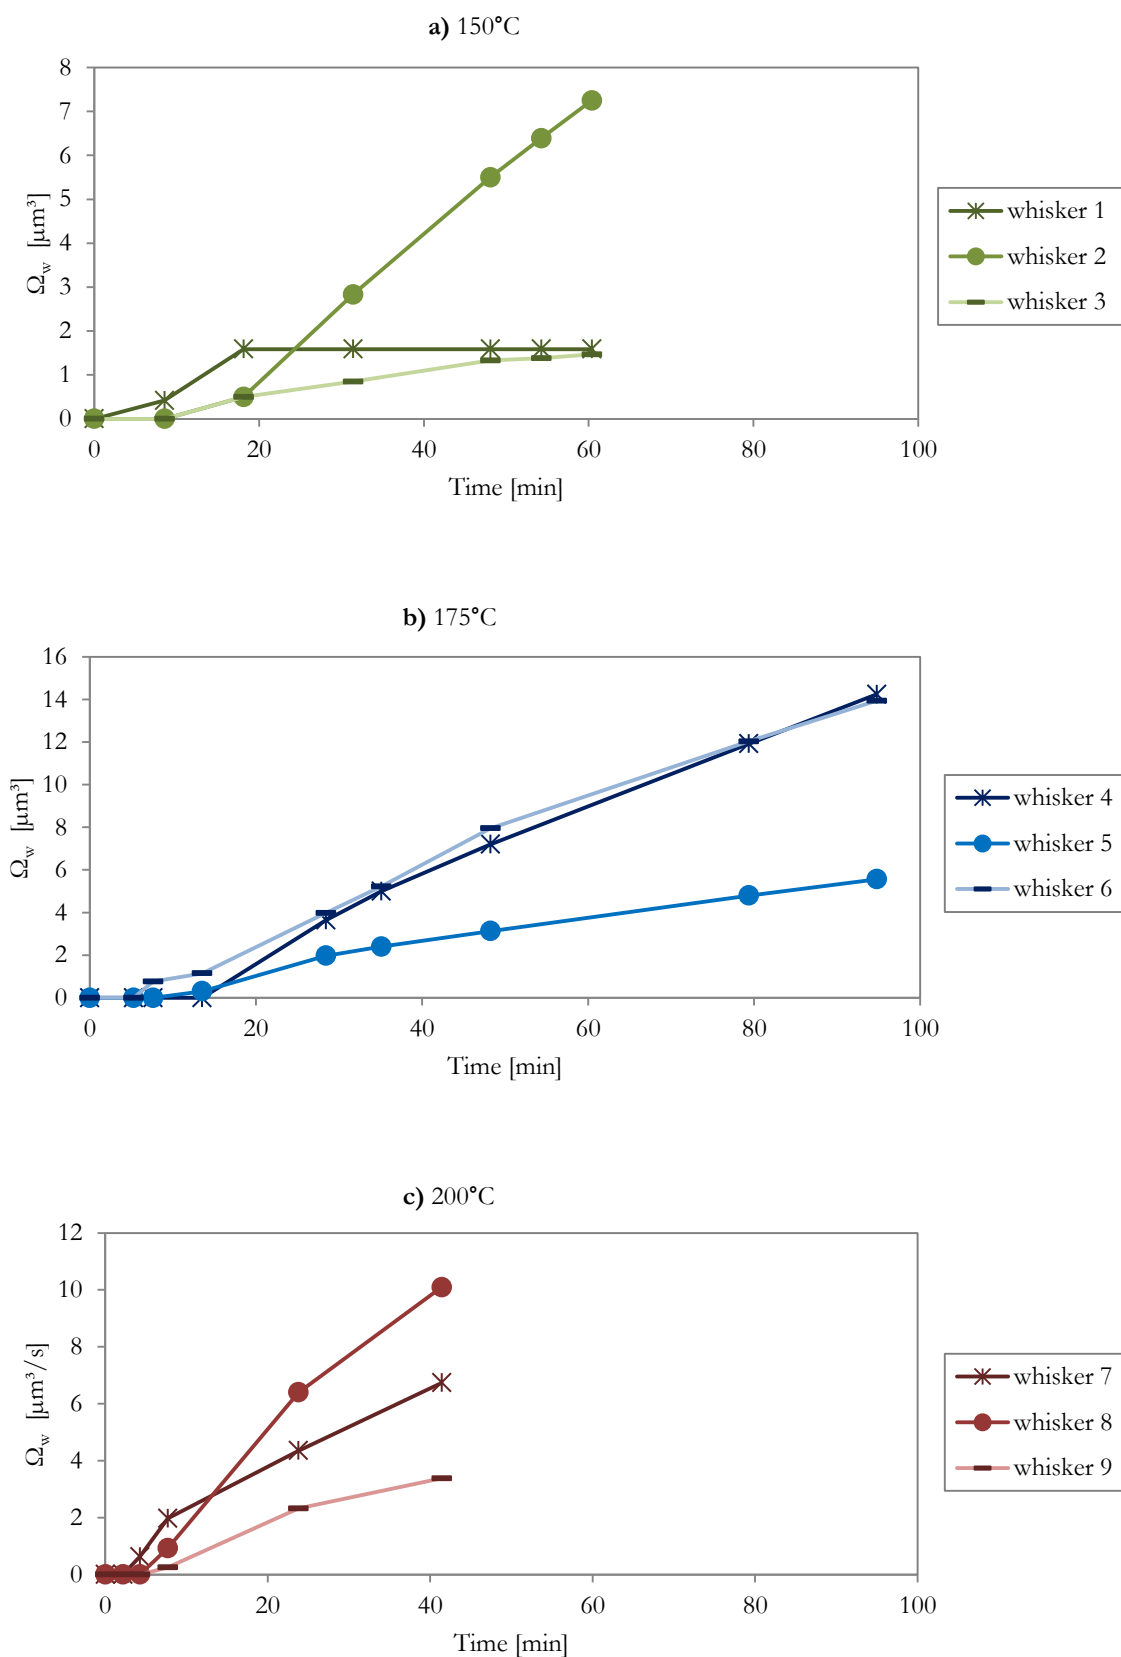 a) 150°C
8
7
6
5
4
3
2
1
0
Ω_w [µm³]
0 20 40 60 80 100
Time [min]
whisker 1
whisker 2
whisker 3
b) 175°C
16
14
12
10
8
6
4
2
0
Ω_w [µm³]
0 20 40 60 80 100
Time [min]
whisker 4
whisker 5
whisker 6
c) 200°C
12
10
8
6
4
2
0
Ω_w [µm³/s]
0 20 40 60 80 100
Time [min]
whisker 7
whisker 8
whisker 9